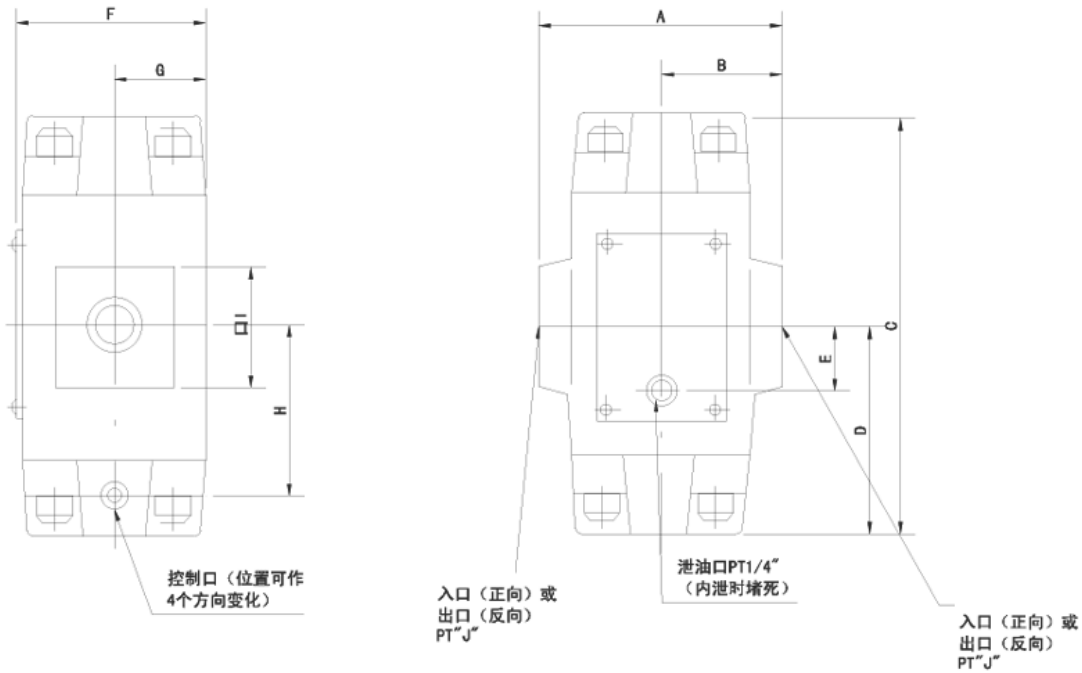 F
G
A
B
C
口I
H
E
D
控制口（位置可作
4个方向变化）
入口（正向）或
出口（反向）
PT"J"
泄油口PT1/4"
（内泄时堵死）
入口（正向）或
出口（反向）
PT"J"